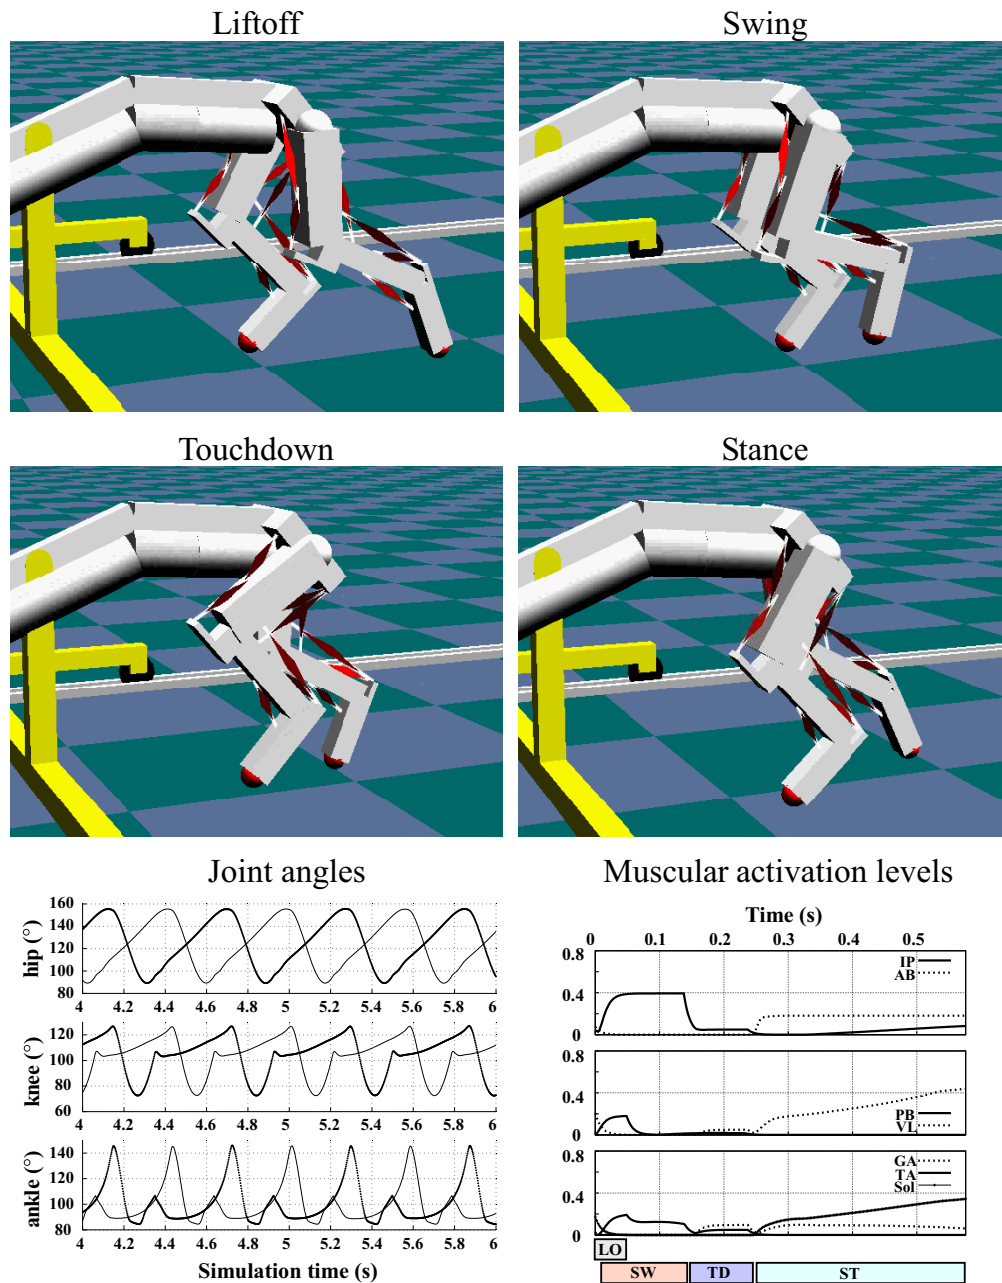 Liftoff
Swing
Touchdown
Stance
Joint angles
hip (°)
160
140
120
100
80
4 4.2 4.4 4.6 4.8 5 5.2 5.4 5.6 5.8 6
knee (°)
120
100
80
60
4 4.2 4.4 4.6 4.8 5 5.2 5.4 5.6 5.8 6
ankle (°)
140
120
100
80
4 4.2 4.4 4.6 4.8 5 5.2 5.4 5.6 5.8 6
Simulation time (s)
Muscular activation levels
Time (s)
0 0.1 0.2 0.3 0.4 0.5
0.8
0.4
0
IP
AB
0.8
0.4
0
PB
VL
0.8
0.4
0
GA
TA
Sol
LO
SW TD ST